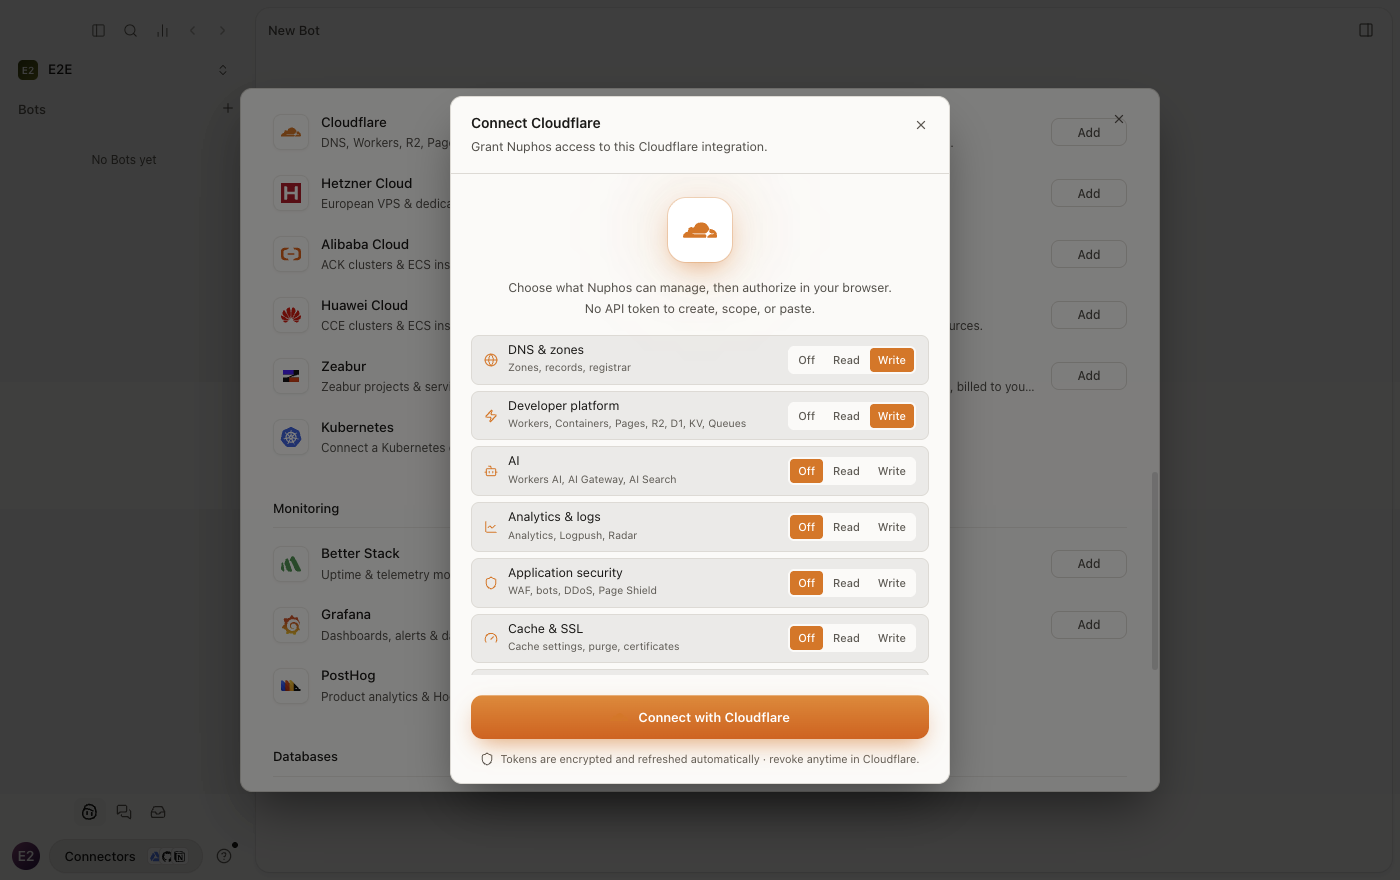 New Bot
E2 E2E
Bots
No Bots yet
Cloudflare
DNS, Workers, R2,
Add
Hetzner Cloud
European VPS &
Add
Alibaba Cloud
ACK clusters & ECS
Add
Huawei Cloud
CCE clusters & ECS
Add
Zeabur
Zeabur projects &
, billed to you...
Add
Kubernetes
Connect a Kubernetes
Monitoring
Better Stack
Uptime & telemetry
Add
Grafana
Dashboards, alerts &
Add
PostHog
Product analytics &
Databases
E2
Connectors
Connect Cloudflare
Grant Nuphos access to this Cloudflare integration.
Choose what Nuphos can manage, then authorize in your browser.
No API token to create, scope, or paste.
DNS & zones
Zones, records, registrar
Off Read Write
Developer platform
Workers, Containers, Pages, R2, D1, KV, Queues
Off Read Write
AI
Workers AI, AI Gateway, AI Search
Off Read Write
Analytics & logs
Analytics, Logpush, Radar
Off Read Write
Application security
WAF, bots, DDoS, Page Shield
Off Read Write
Cache & SSL
Cache settings, purge, certificates
Off Read Write
Connect with Cloudflare
Tokens are encrypted and refreshed automatically · revoke anytime in Cloudflare.